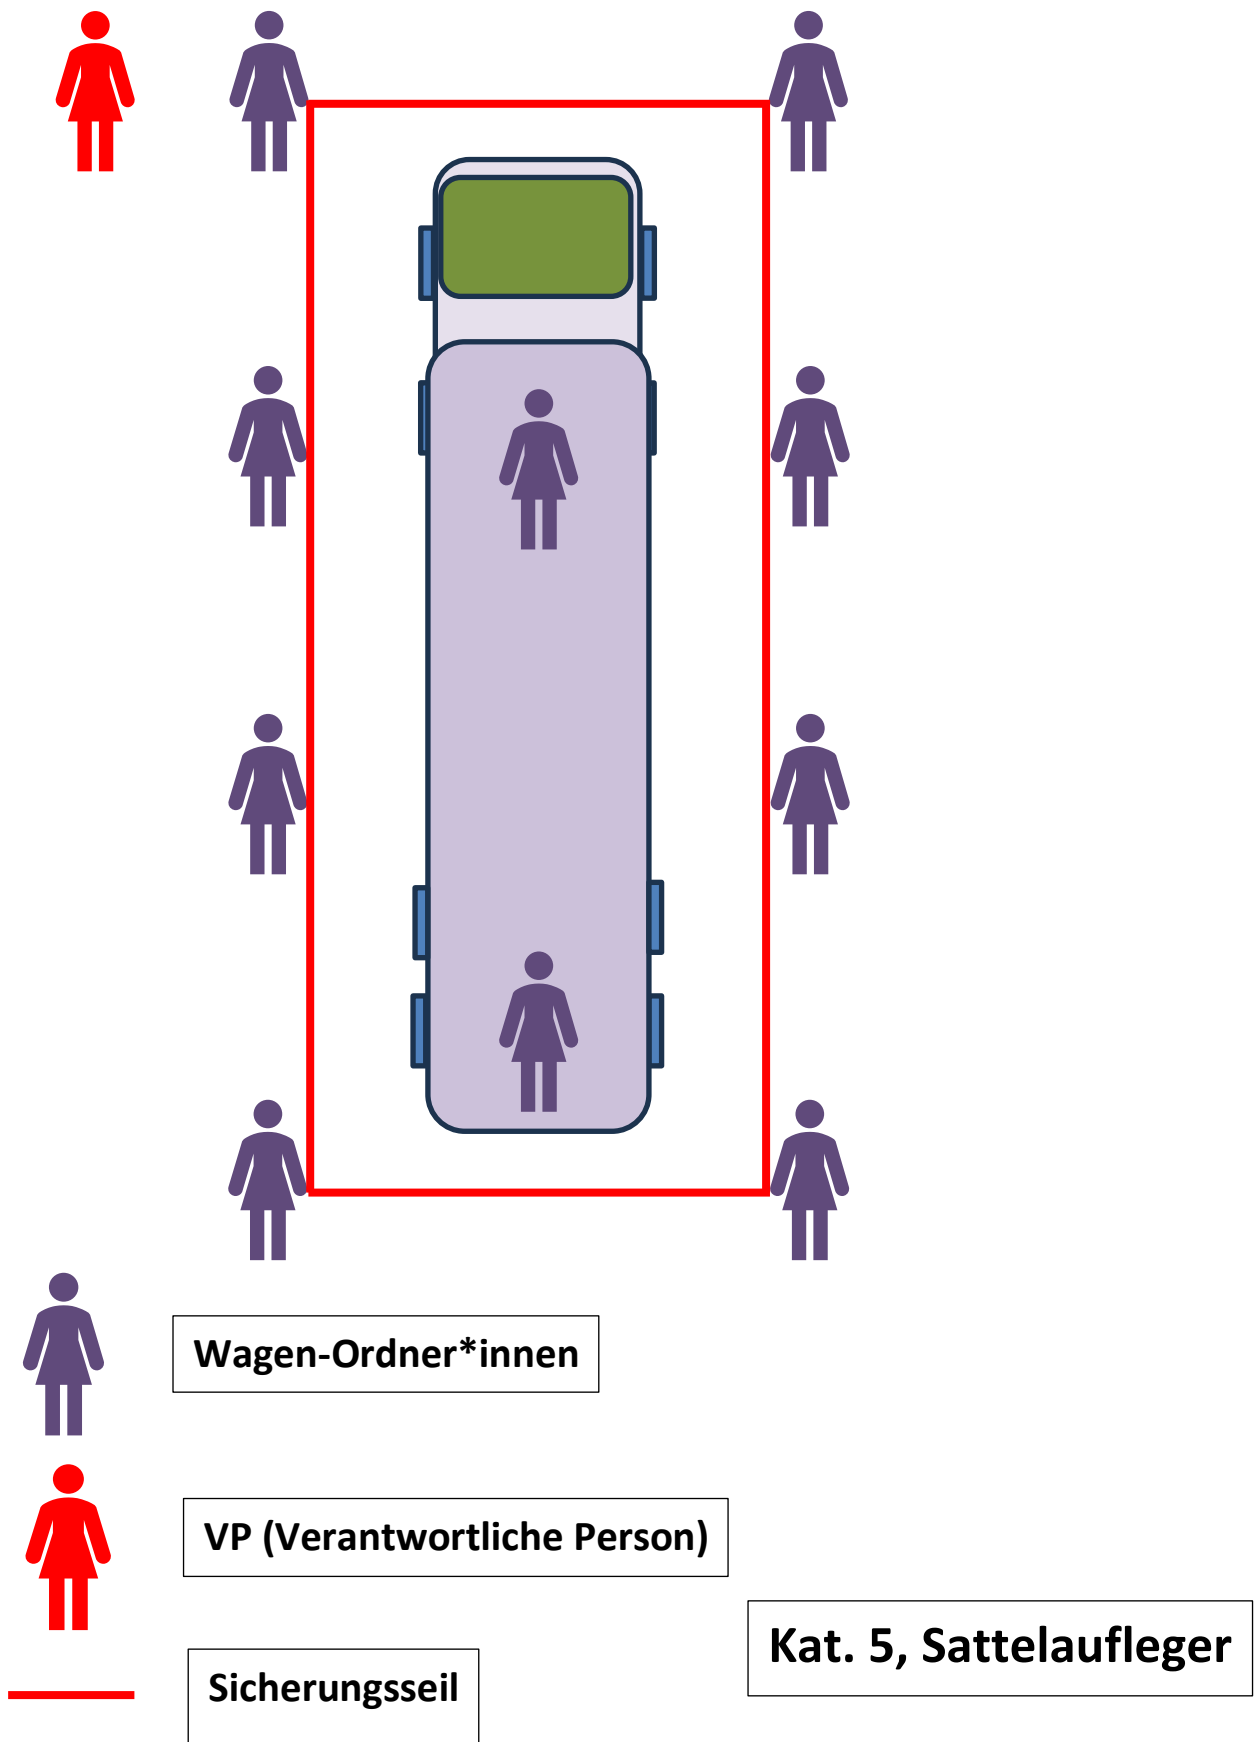 Wagen-Ordner*innen
VP (Verantwortliche Person)
Kat. 5, Sattelaufleger
Sicherungsseil